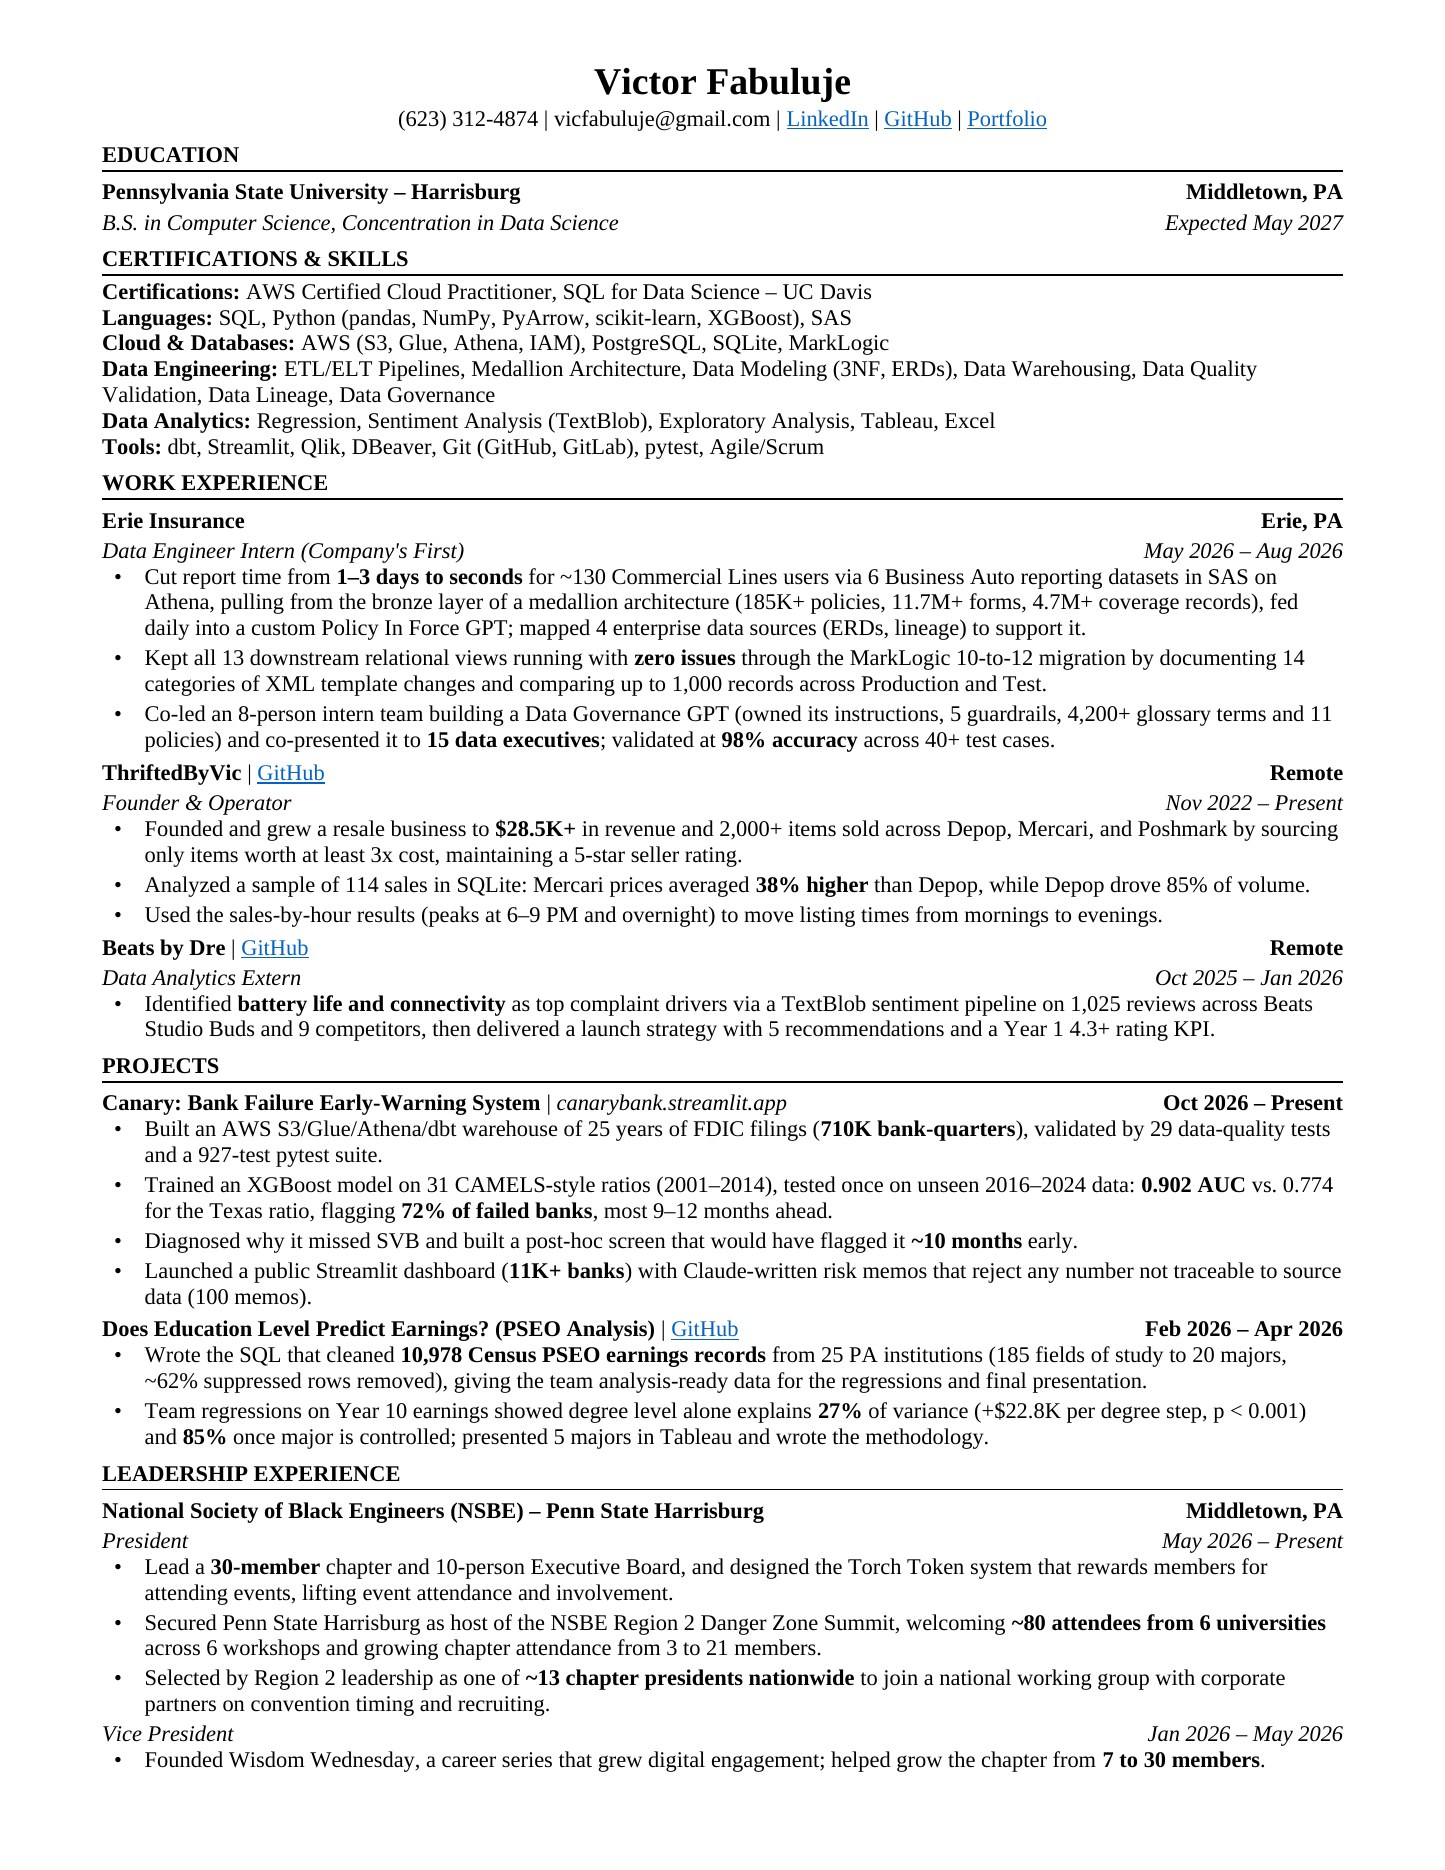 Victor Fabuluje
(623) 312-4874 | vicfabuluje@gmail.com | LinkedIn | GitHub | Portfolio
EDUCATION
Pennsylvania State University – Harrisburg Middletown, PA
B.S. in Computer Science, Concentration in Data Science Expected May 2027
CERTIFICATIONS & SKILLS
Certifications: AWS Certified Cloud Practitioner, SQL for Data Science – UC Davis
Languages: SQL, Python (pandas, NumPy, PyArrow, scikit-learn, XGBoost), SAS
Cloud & Databases: AWS (S3, Glue, Athena, IAM), PostgreSQL, SQLite, MarkLogic
Data Engineering: ETL/ELT Pipelines, Medallion Architecture, Data Modeling (3NF, ERDs), Data Warehousing, Data Quality
Validation, Data Lineage, Data Governance
Data Analytics: Regression, Sentiment Analysis (TextBlob), Exploratory Analysis, Tableau, Excel
Tools: dbt, Streamlit, Qlik, DBeaver, Git (GitHub, GitLab), pytest, Agile/Scrum
WORK EXPERIENCE
Erie Insurance Erie, PA
Data Engineer Intern (Company's First) May 2026 – Aug 2026
• Cut report time from 1–3 days to seconds for ~130 Commercial Lines users via 6 Business Auto reporting datasets in SAS on
Athena, pulling from the bronze layer of a medallion architecture (185K+ policies, 11.7M+ forms, 4.7M+ coverage records), fed
daily into a custom Policy In Force GPT; mapped 4 enterprise data sources (ERDs, lineage) to support it.
• Kept all 13 downstream relational views running with zero issues through the MarkLogic 10-to-12 migration by documenting 14
categories of XML template changes and comparing up to 1,000 records across Production and Test.
• Co-led an 8-person intern team building a Data Governance GPT (owned its instructions, 5 guardrails, 4,200+ glossary terms and 11
policies) and co-presented it to 15 data executives; validated at 98% accuracy across 40+ test cases.
ThriftedByVic | GitHub Remote
Founder & Operator Nov 2022 – Present
• Founded and grew a resale business to $28.5K+ in revenue and 2,000+ items sold across Depop, Mercari, and Poshmark by sourcing
only items worth at least 3x cost, maintaining a 5-star seller rating.
• Analyzed a sample of 114 sales in SQLite: Mercari prices averaged 38% higher than Depop, while Depop drove 85% of volume.
• Used the sales-by-hour results (peaks at 6–9 PM and overnight) to move listing times from mornings to evenings.
Beats by Dre | GitHub Remote
Data Analytics Extern Oct 2025 – Jan 2026
• Identified battery life and connectivity as top complaint drivers via a TextBlob sentiment pipeline on 1,025 reviews across Beats
Studio Buds and 9 competitors, then delivered a launch strategy with 5 recommendations and a Year 1 4.3+ rating KPI.
PROJECTS
Canary: Bank Failure Early-Warning System | canarybank.streamlit.app Oct 2026 – Present
• Built an AWS S3/Glue/Athena/dbt warehouse of 25 years of FDIC filings (710K bank-quarters), validated by 29 data-quality tests
and a 927-test pytest suite.
• Trained an XGBoost model on 31 CAMELS-style ratios (2001–2014), tested once on unseen 2016–2024 data: 0.902 AUC vs. 0.774
for the Texas ratio, flagging 72% of failed banks, most 9–12 months ahead.
• Diagnosed why it missed SVB and built a post-hoc screen that would have flagged it ~10 months early.
• Launched a public Streamlit dashboard (11K+ banks) with Claude-written risk memos that reject any number not traceable to source
data (100 memos).
Does Education Level Predict Earnings? (PSEO Analysis) | GitHub Feb 2026 – Apr 2026
• Wrote the SQL that cleaned 10,978 Census PSEO earnings records from 25 PA institutions (185 fields of study to 20 majors,
~62% suppressed rows removed), giving the team analysis-ready data for the regressions and final presentation.
• Team regressions on Year 10 earnings showed degree level alone explains 27% of variance (+$22.8K per degree step, p < 0.001)
and 85% once major is controlled; presented 5 majors in Tableau and wrote the methodology.
LEADERSHIP EXPERIENCE
National Society of Black Engineers (NSBE) – Penn State Harrisburg Middletown, PA
President May 2026 – Present
• Lead a 30-member chapter and 10-person Executive Board, and designed the Torch Token system that rewards members for
attending events, lifting event attendance and involvement.
• Secured Penn State Harrisburg as host of the NSBE Region 2 Danger Zone Summit, welcoming ~80 attendees from 6 universities
across 6 workshops and growing chapter attendance from 3 to 21 members.
• Selected by Region 2 leadership as one of ~13 chapter presidents nationwide to join a national working group with corporate
partners on convention timing and recruiting.
Vice President Jan 2026 – May 2026
• Founded Wisdom Wednesday, a career series that grew digital engagement; helped grow the chapter from 7 to 30 members.